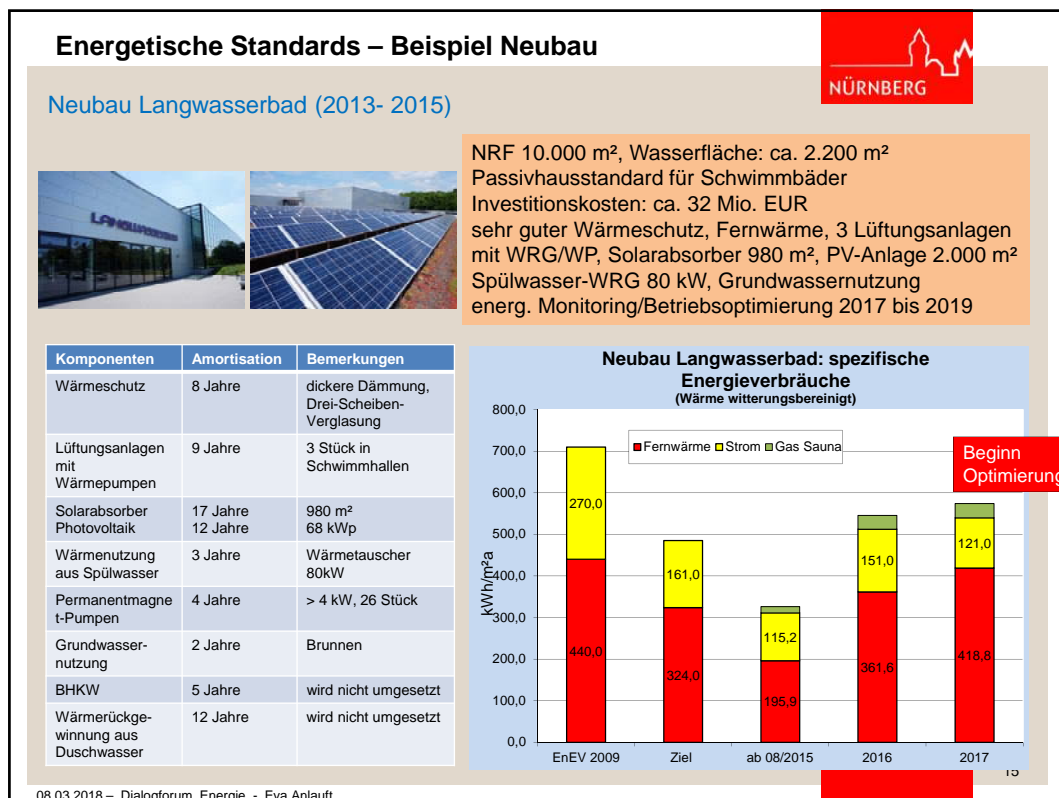 Energetische Standards – Beispiel Neubau
NÜRNBERG
Neubau Langwasserbad (2013- 2015)
NRF 10.000 m², Wasserfläche: ca. 2.200 m²
Passivhausstandard für Schwimmbäder
Investitionskosten: ca. 32 Mio. EUR
sehr guter Wärmeschutz, Fernwärme, 3 Lüftungsanlagen
mit WRG/WP, Solarabsorber 980 m², PV-Anlage 2.000 m²
Spülwasser-WRG 80 kW, Grundwassernutzung
energ. Monitoring/Betriebsoptimierung 2017 bis 2019
Komponenten Amortisation Bemerkungen
Wärmeschutz 8 Jahre dickere Dämmung,
Drei-Scheiben-
Verglasung
Lüftungsanlagen 9 Jahre 3 Stück in
mit Schwimmhallen
Wärmepumpen
Solarabsorber 17 Jahre 980 m²
Photovoltaik 12 Jahre 68 kWp
Wärmenutzung 3 Jahre Wärmetauscher
aus Spülwasser 80kW
Permanentmagne 4 Jahre > 4 kW, 26 Stück
t-Pumpen
Grundwasser- 2 Jahre Brunnen
nutzung
BHKW 5 Jahre wird nicht umgesetzt
Wärmerückge- 12 Jahre wird nicht umgesetzt
winnung aus
Duschwasser
Neubau Langwasserbad: spezifische
Energieverbräuche
(Wärme witterungsbereinigt)
Fernwärme Strom Gas Sauna
Beginn
Optimierung
kWh/m²a
800,0
700,0
600,0
500,0
400,0
300,0
200,0
100,0
0,0
270,0
440,0
161,0
324,0
115,2
195,9
151,0
361,6
121,0
418,8
EnEV 2009 Ziel ab 08/2015 2016 2017
15
08.03.2018 – Dialogforum Energie - Eva Anlauft